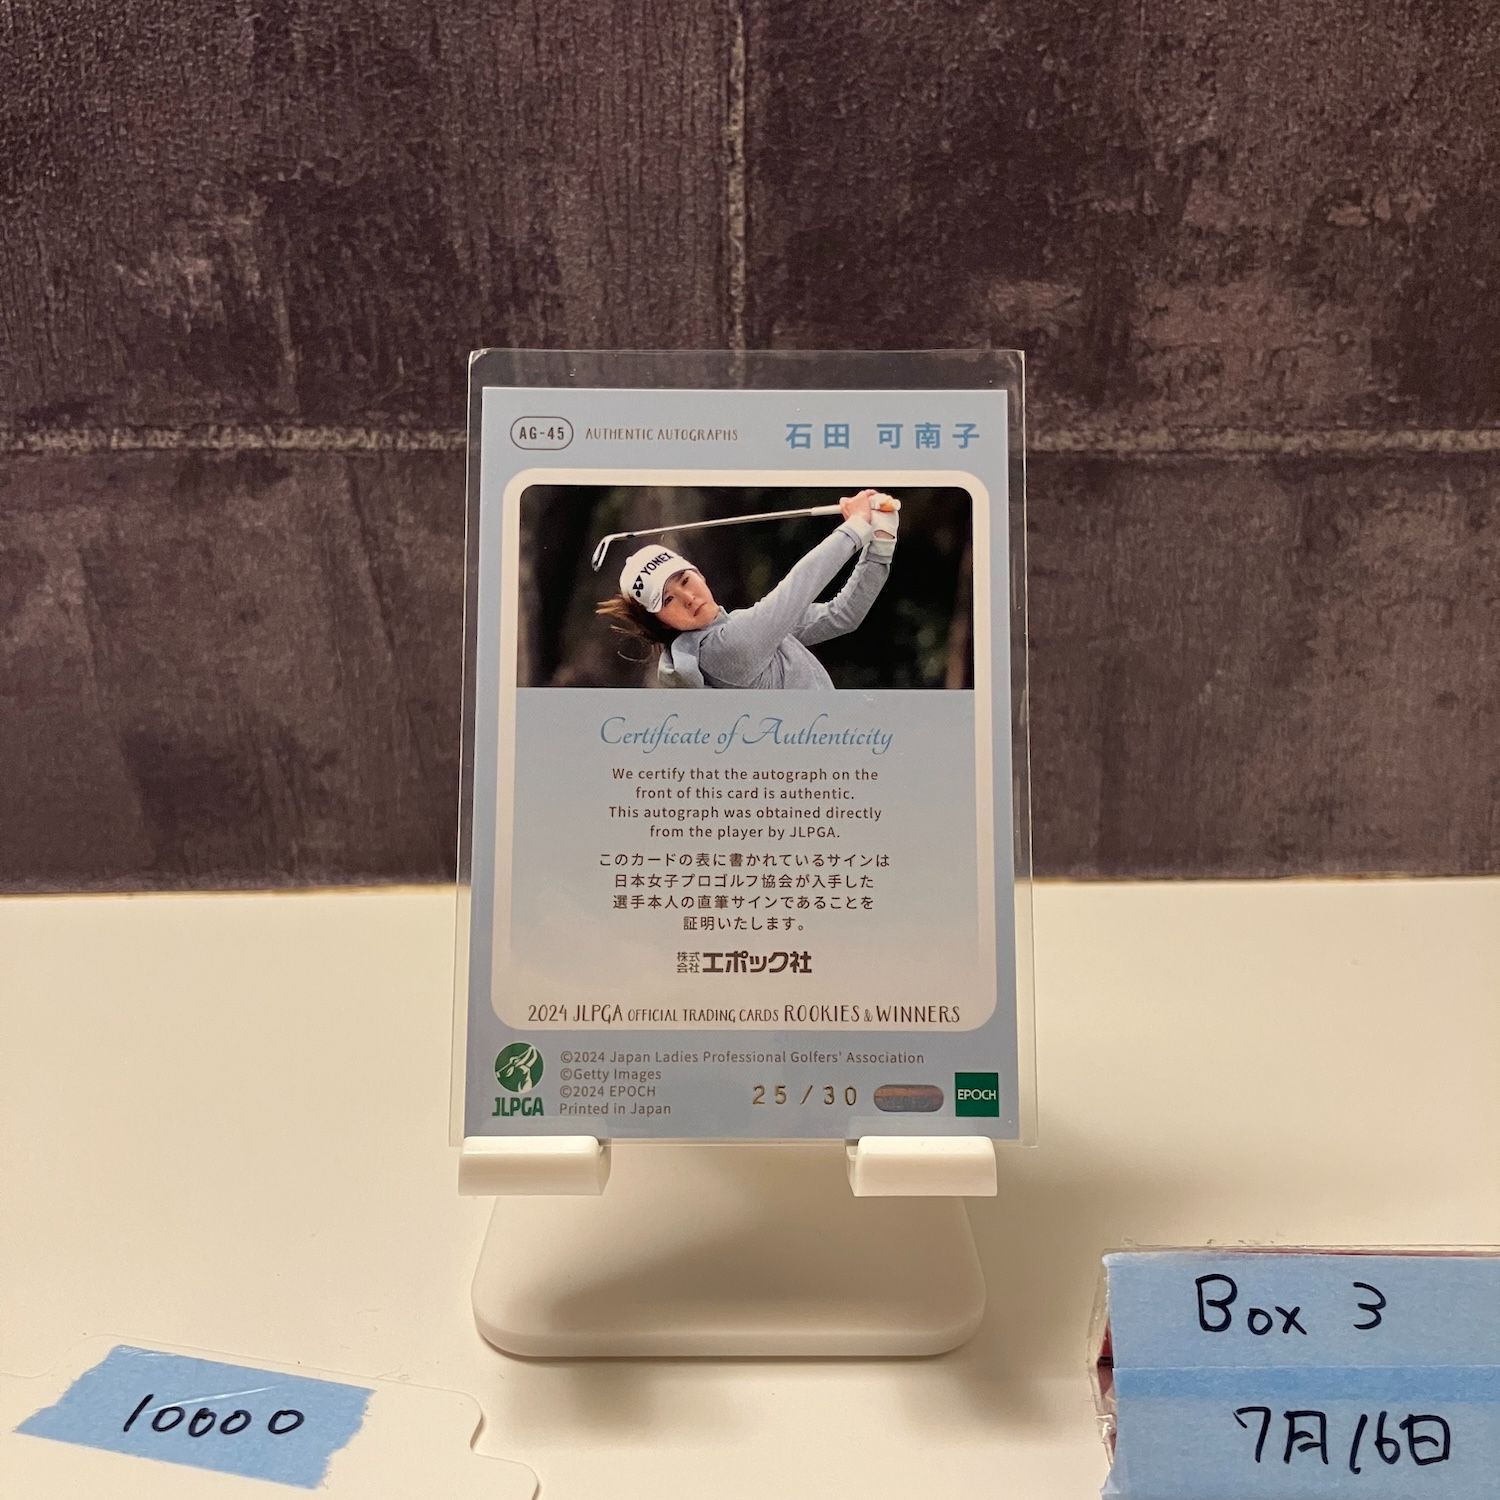 AG-45 AUTHENTIC AUTOGRAPHS 石田 可南子
YONEX
Certificate of Authenticity
We certify that the autograph on the
front of this card is authentic.
This autograph was obtained directly
from the player by JLPGA.
このカードの表に書かれているサインは
日本女子プロゴルフ協会が入手した
選手本人の直筆サインであることを
証明いたします。
株式会社エポック社
2024 JLPGA OFFICIAL TRADING CARDS ROOKIES & WINNERS
©2024 Japan Ladies Professional Golfers' Association
©Getty Images
©2024 EPOCH
Printed in Japan
JLPGA
25/30
EPOCH
Box 3
7月16日
10000